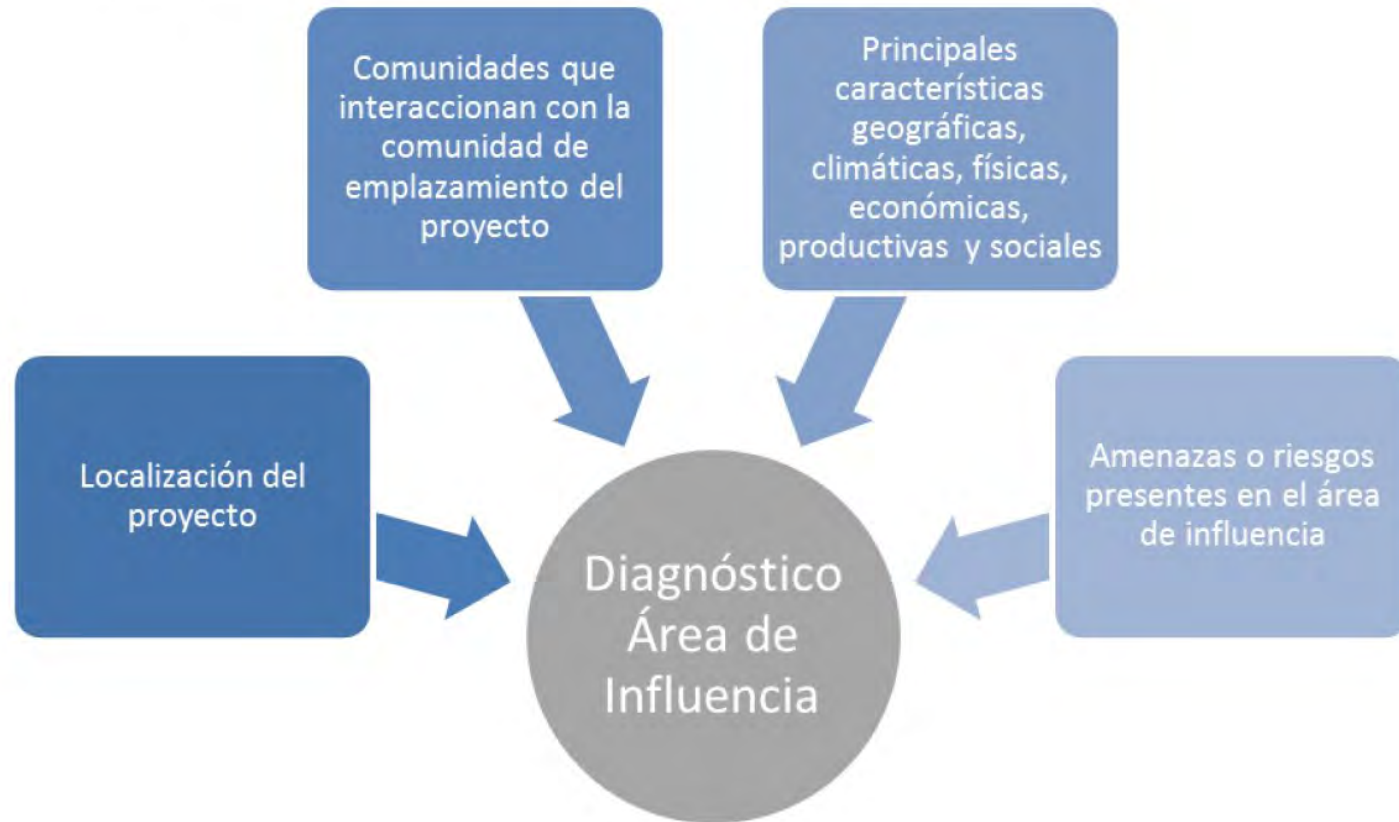 Comunidades que
interaccionan con la
comunidad de
emplazamiento del
proyecto
Principales
características
geográficas,
climáticas, físicas,
económicas,
productivas y sociales
Localización del
proyecto
Amenazas o riesgos
presentes en el área
de influencia
Diagnóstico
Área de
Influencia